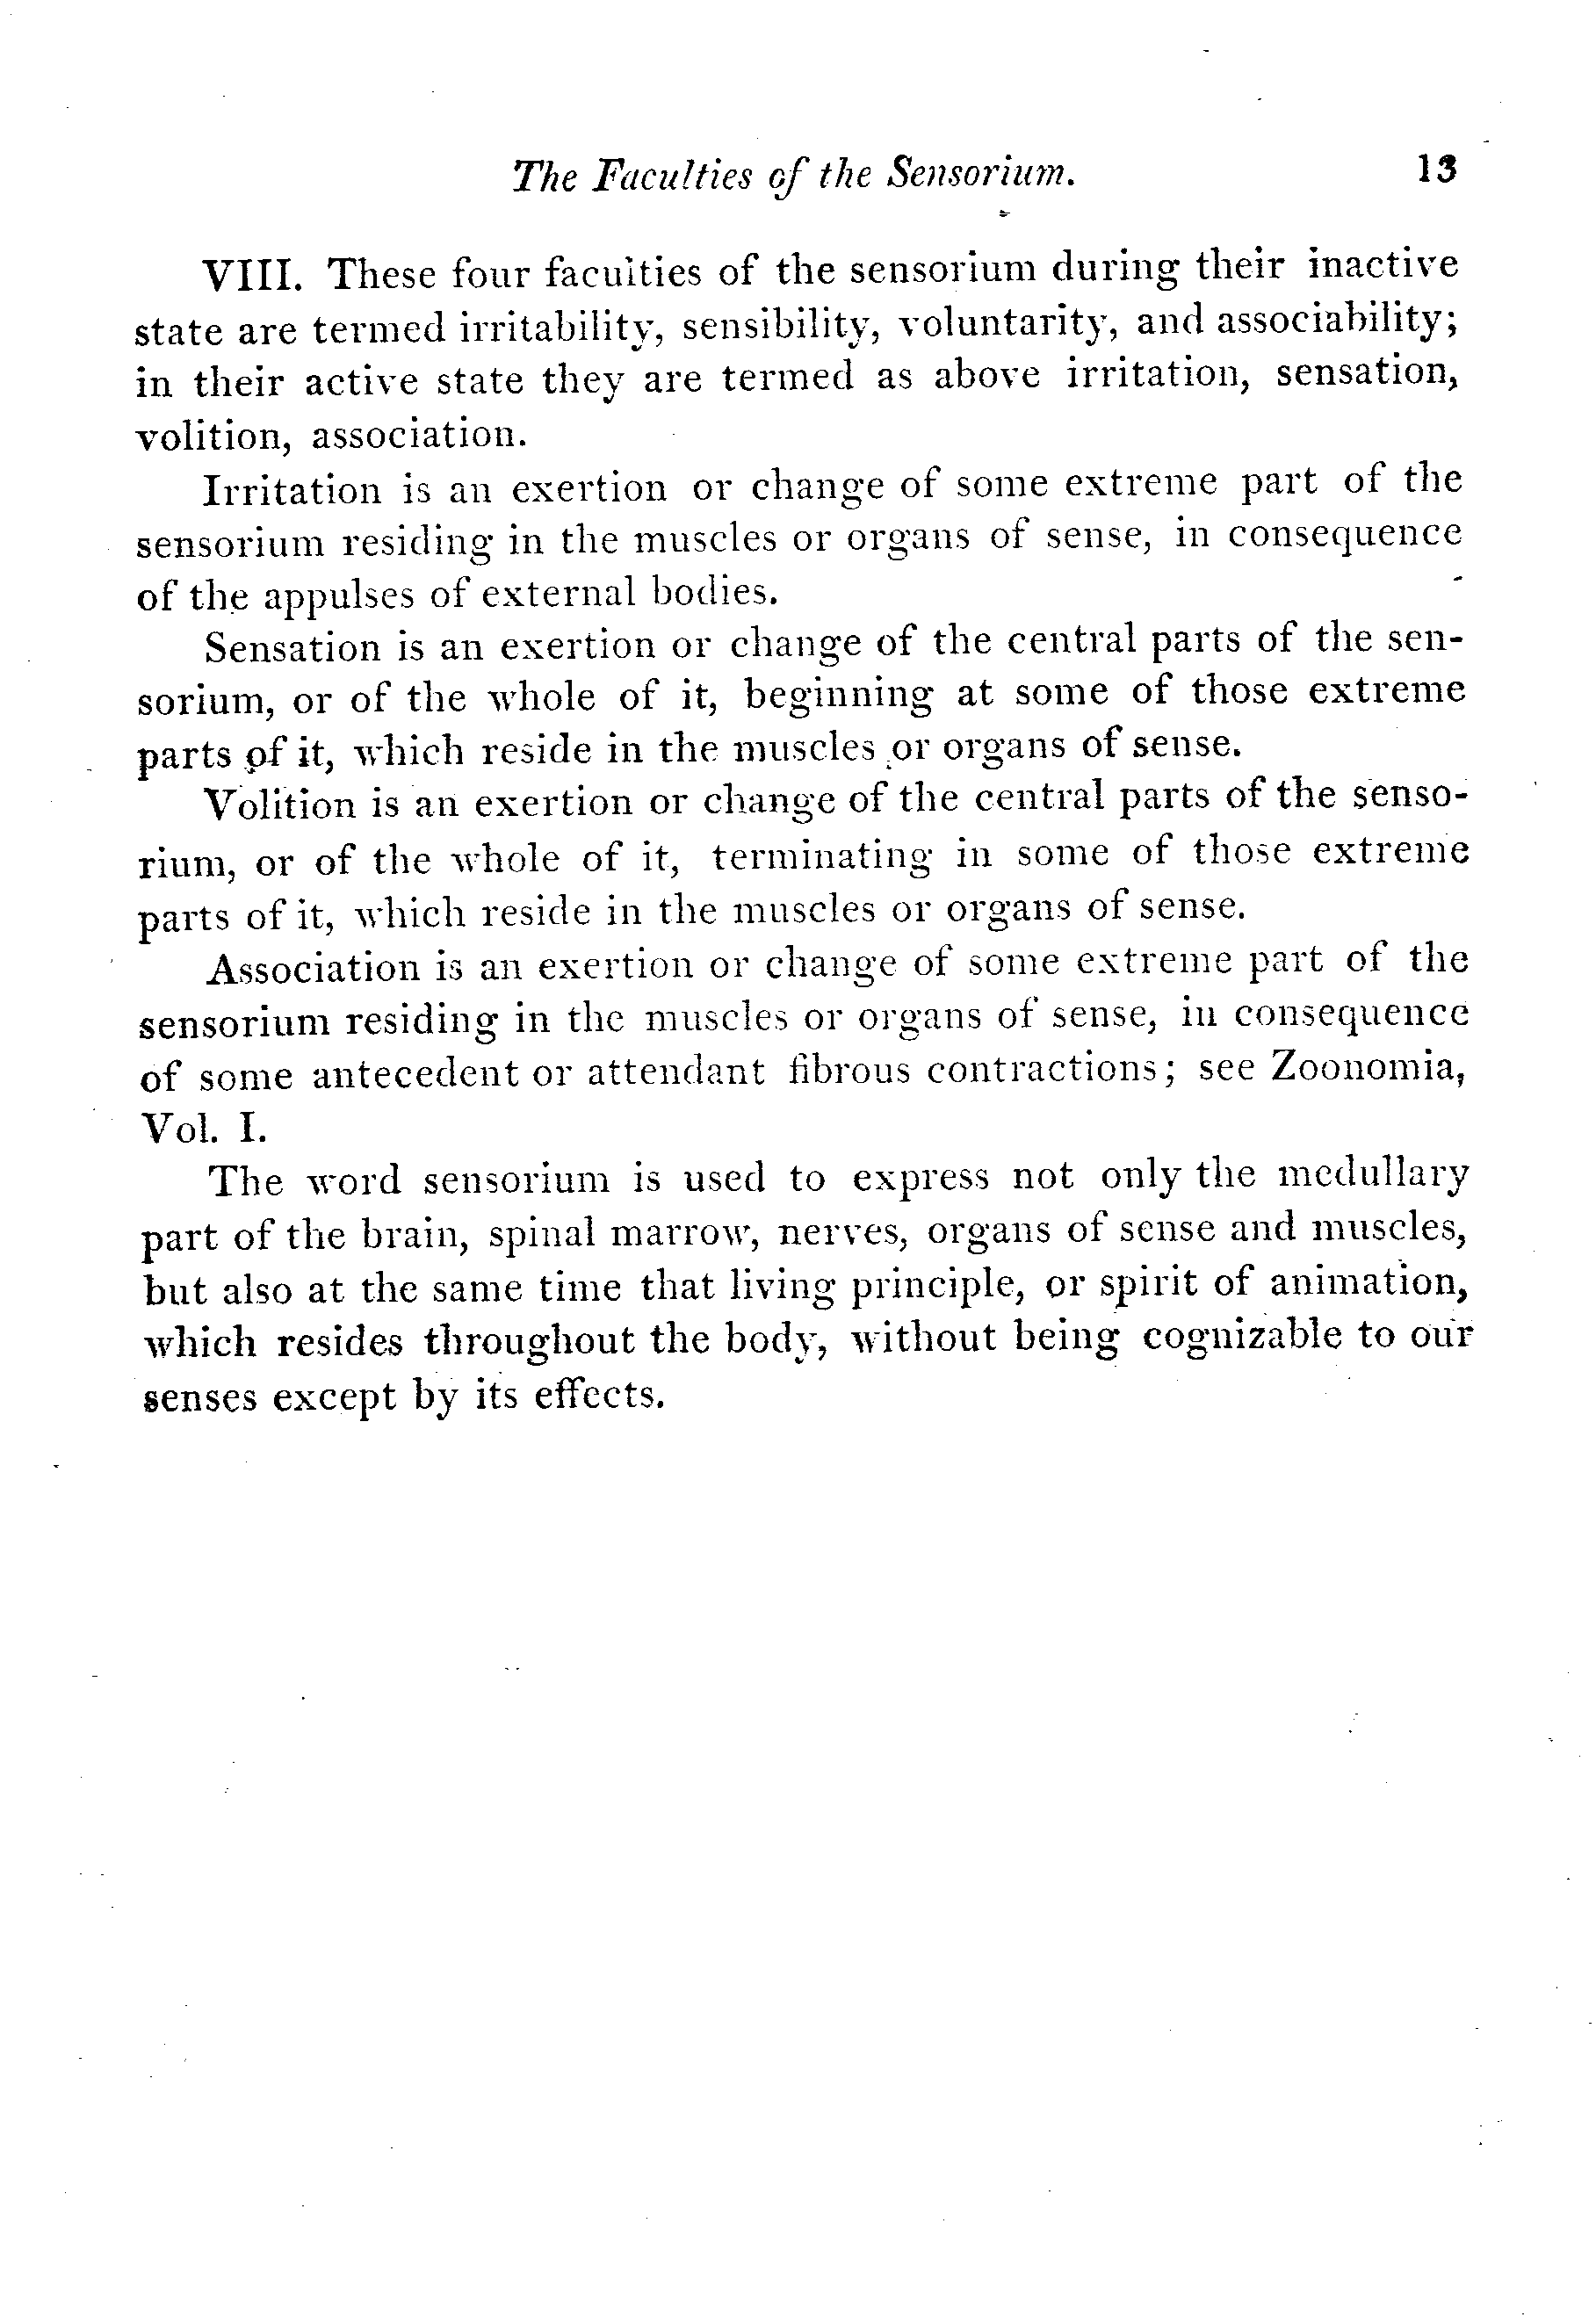 The Faculties of the Sensorium. 13
VIII. These four faculties of the sensorium during their inactive
state are termed irritability, sensibility, voluntarity, and associability;
in their active state they are termed as above irritation, sensation,
volition, association.
Irritation is an exertion or change of some extreme part of the
sensorium residing in the muscles or organs of sense, in consequence
of the appulses of external bodies.
Sensation is an exertion or change of the central parts of the sen-
sorium, or of the whole of it, beginning at some of those extreme
parts of it, which reside in the muscles or organs of sense.
Volition is an exertion or change of the central parts of the senso-
rium, or of the whole of it, terminating in some of those extreme
parts of it, which reside in the muscles or organs of sense.
Association is an exertion or change of some extreme part of the
sensorium residing in the muscles or organs of sense, in consequence
of some antecedent or attendant fibrous contractions; see Zoonomia,
Vol. I.
The word sensorium is used to express not only the medullary
part of the brain, spinal marrow, nerves, organs of sense and muscles,
but also at the same time that living principle, or spirit of animation,
which resides throughout the body, without being cognizable to our
senses except by its effects.